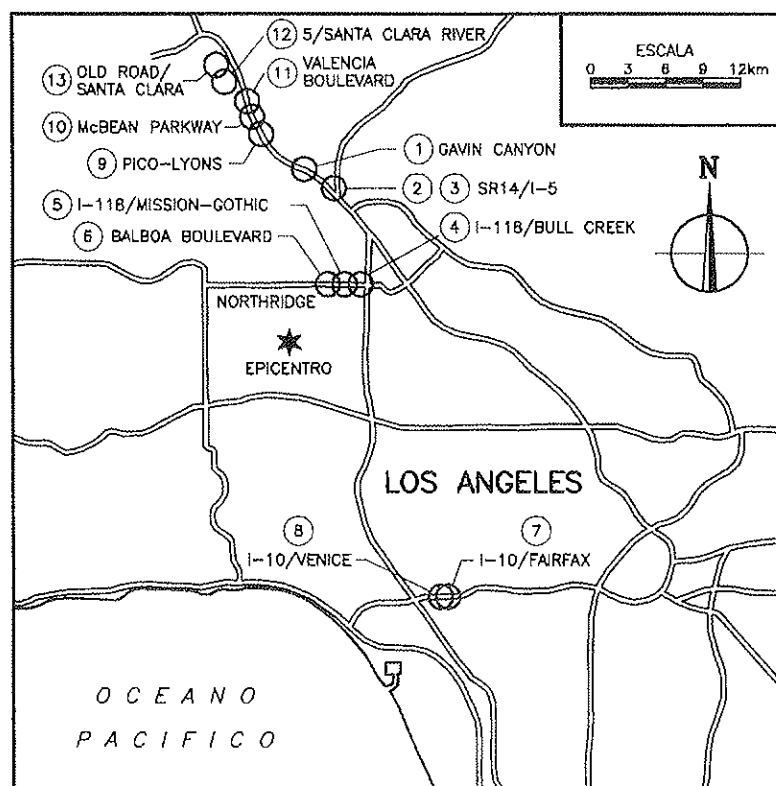 12 5/SANTA CLARA RIVER
13 OLD ROAD/
SANTA CLARA
11 VALENCIA
BOULEVARD
10 McBEAN PARKWAY
9 PICO-LYONS
1 GAVIN CANYON
2 3 SR14/I-5
5 I-118/MISSION-GOTHIC
4 I-118/BULL CREEK
6 BALBOA BOULEVARD
ESCALA
0 3 6 9 12km
N
NORTHRIDGE
EPICENTRO
LOS ANGELES
8
I-10/VENICE
7
I-10/FAIRFAX
OCEANO
PACIFICO